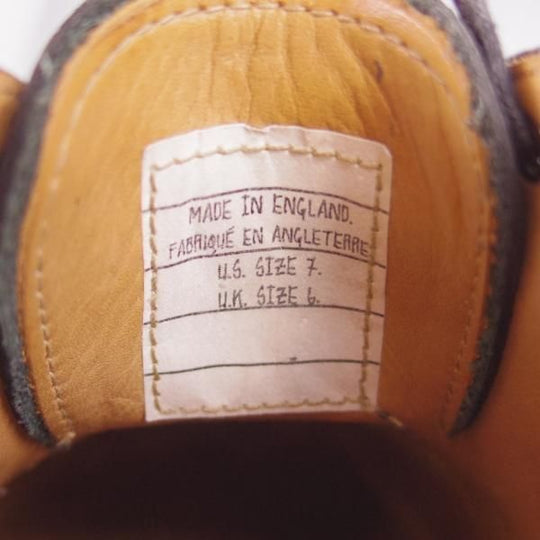 MADE IN ENGLAND.
FABRIQUÉ EN ANGLETERRE
U.S. SIZE 7.
U.K. SIZE 6.